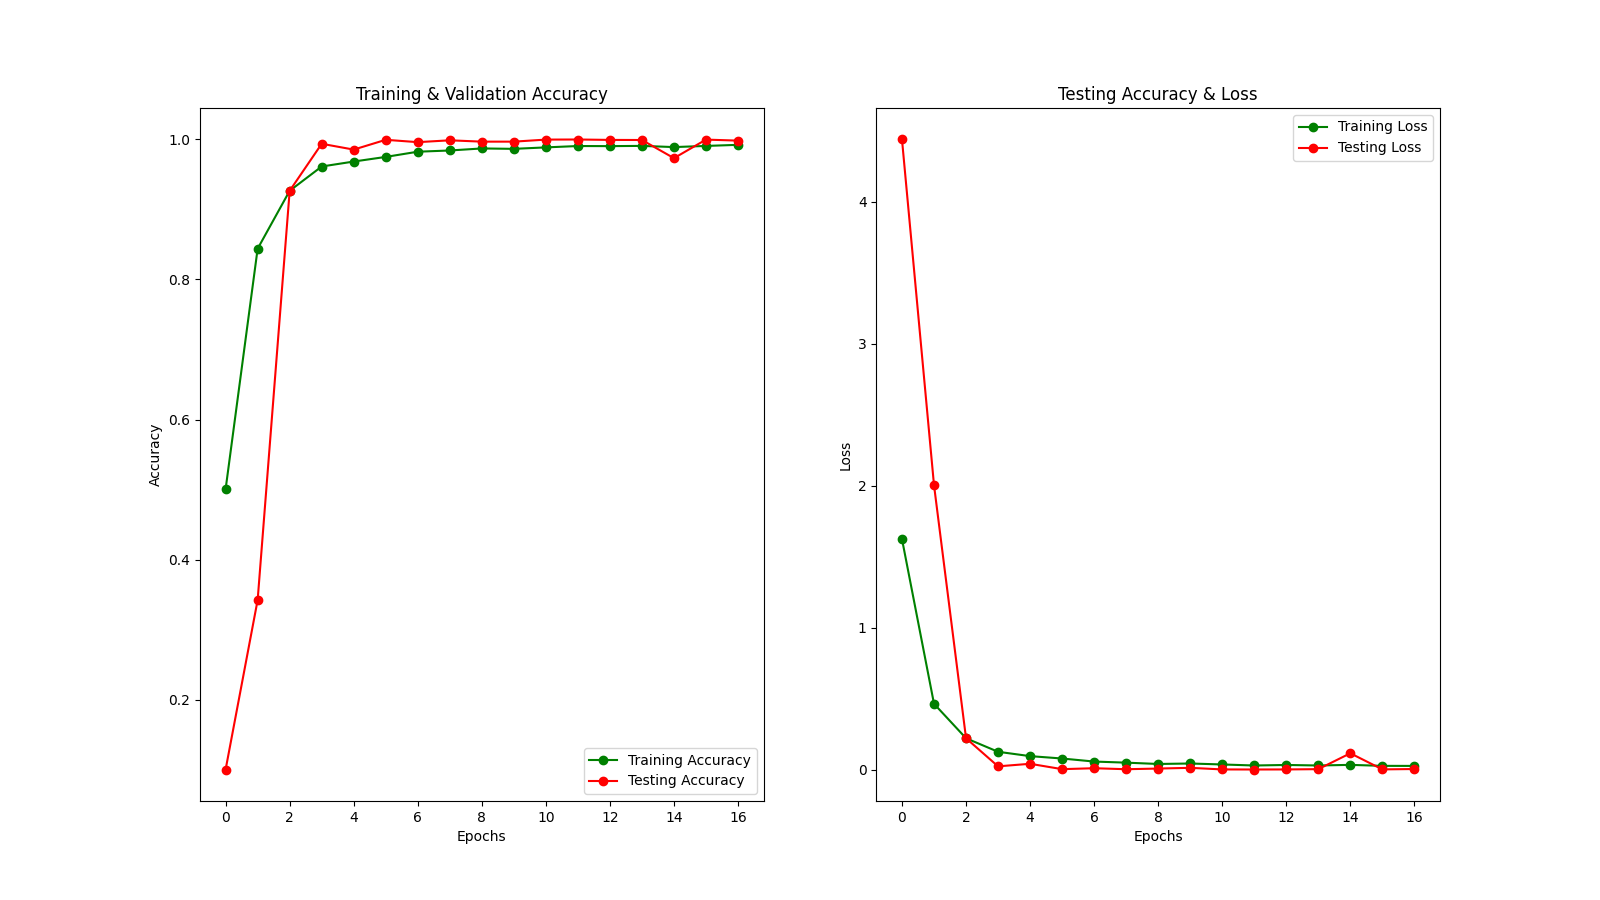 Training & Validation Accuracy
Accuracy
1.0
0.8
0.6
0.4
0.2
0 2 4 6 8 10 12 14 16
Epochs
Training Accuracy
Testing Accuracy
Testing Accuracy & Loss
Loss
4
3
2
1
0
0 2 4 6 8 10 12 14 16
Epochs
Training Loss
Testing Loss